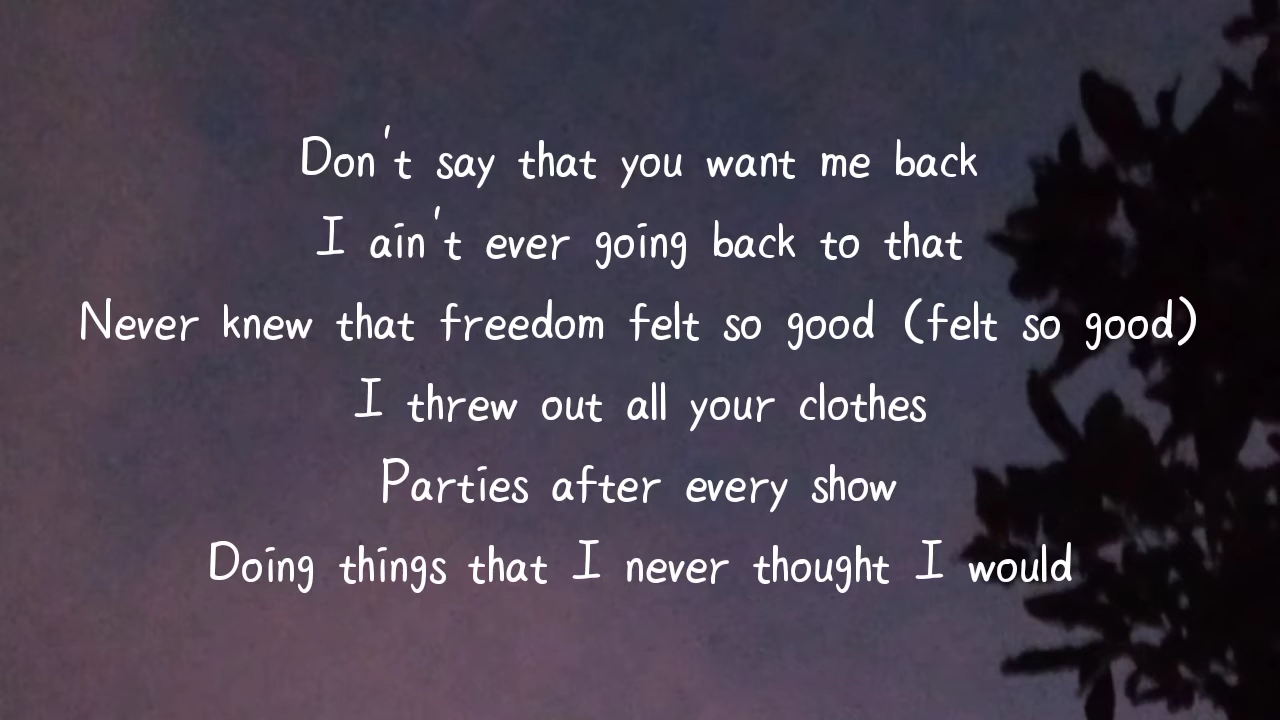 Don't say that you want me back
I ain't ever going back to that
Never knew that freedom felt so good (felt so good)
I threw out all your clothes
Parties after every show
Doing things that I never thought I would